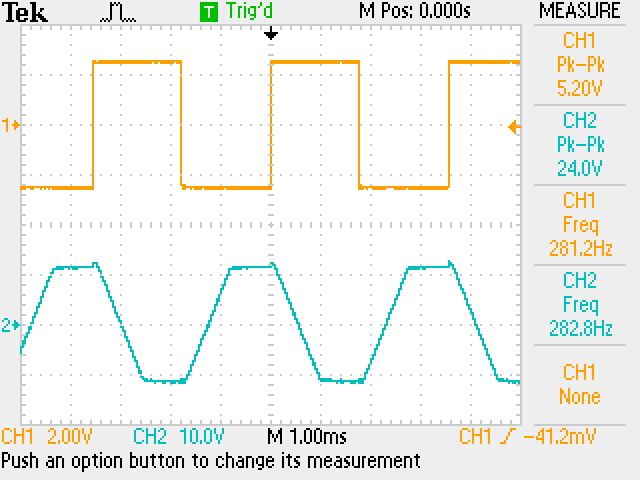 Tek T Trig'd M Pos: 0.000s MEASURE
CH1
Pk-Pk
5.20V
CH2
Pk-Pk
24.0V
CH1
Freq
281.2Hz
CH2
Freq
282.8Hz
CH1
None
1
2
CH1 2.00V CH2 10.0V M 1.00ms CH1 -41.2mV
Push an option button to change its measurement